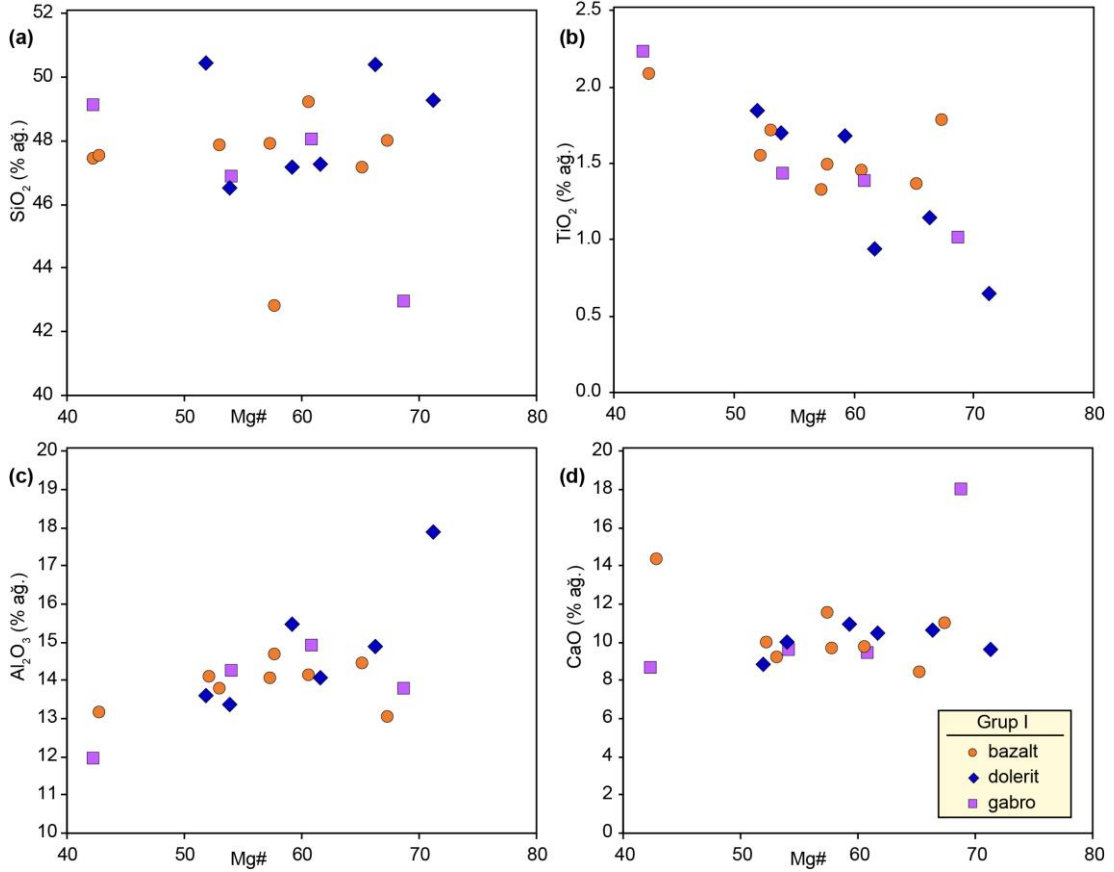 (a)
SiO₂ (% ağ.)
52
50
48
46
44
42
40
40 50 60 70 80
Mg#
(b)
TiO₂ (% ağ.)
2.5
2.0
1.5
1.0
0.5
0.0
40 50 60 70 80
Mg#
(c)
Al₂O₃ (% ağ.)
20
19
18
17
16
15
14
13
12
11
10
40 50 60 70 80
Mg#
(d)
CaO (% ağ.)
20
18
16
14
12
10
8
6
4
2
0
40 50 60 70 80
Mg#
Grup I
bazalt
dolerit
gabro